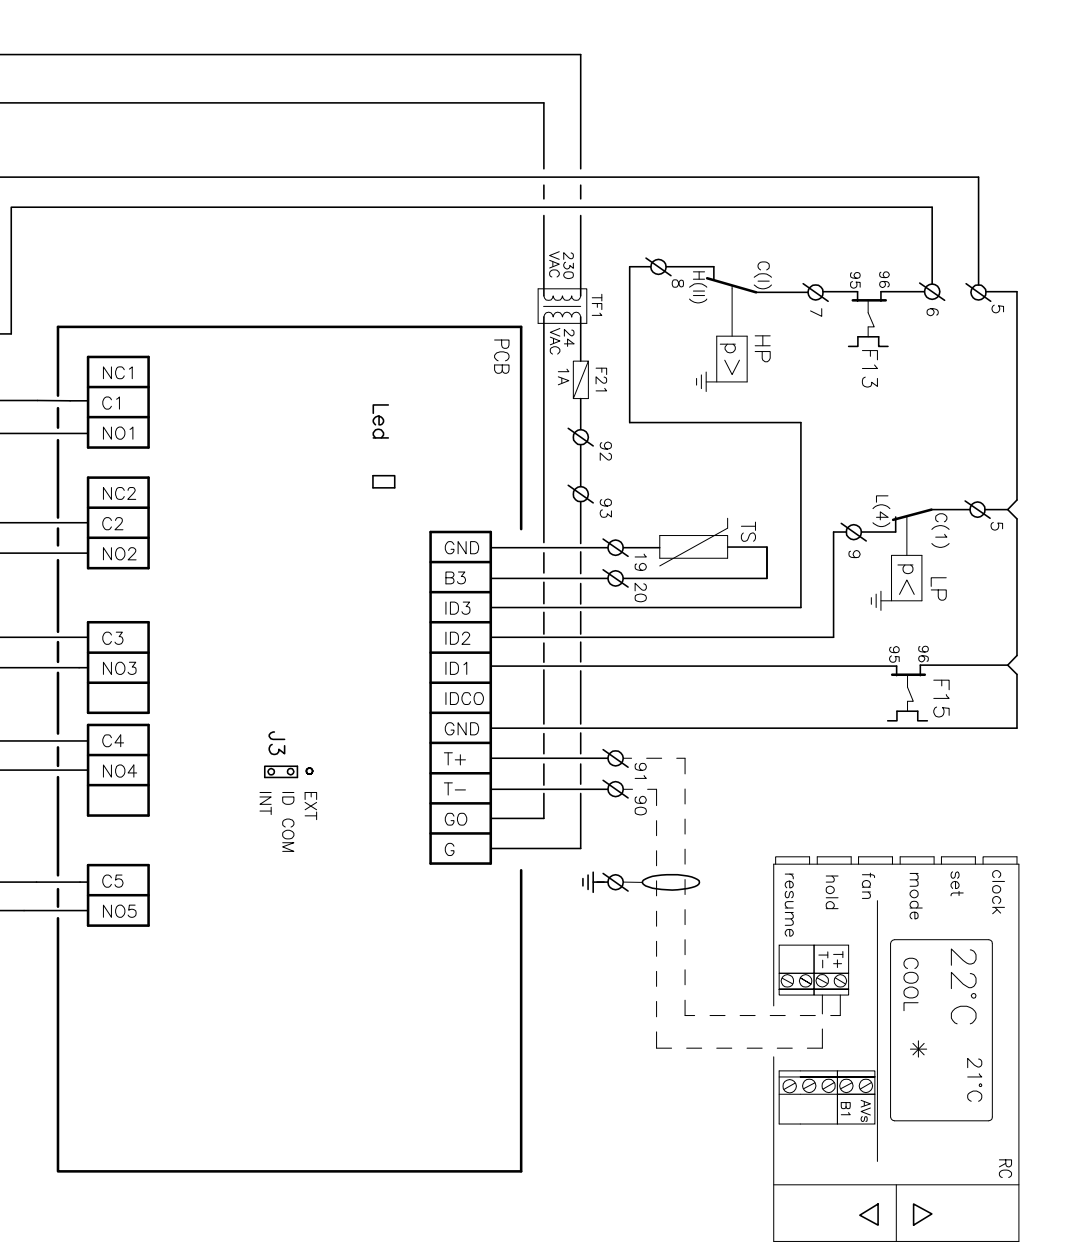 230
VAC
TF1
24
VAC
F21
1A
92
93
H(II)
8
C(I)
7
95
96
6
5
HP
p>
F13
L(4)
C(1)
5
9
LP
p<
95
96
F15
TS
19
20
PCB
Led
NC1
C1
NO1
NC2
C2
NO2
C3
NO3
C4
NO4
C5
NO5
J3
EXT
ID COM
INT
GND
B3
ID3
ID2
ID1
IDCO
GND
T+
T-
GO
G
91
90
clock
set
mode
fan
hold
resume
22°C
21°C
COOL
*
T+
T-
AVs
B1
RC